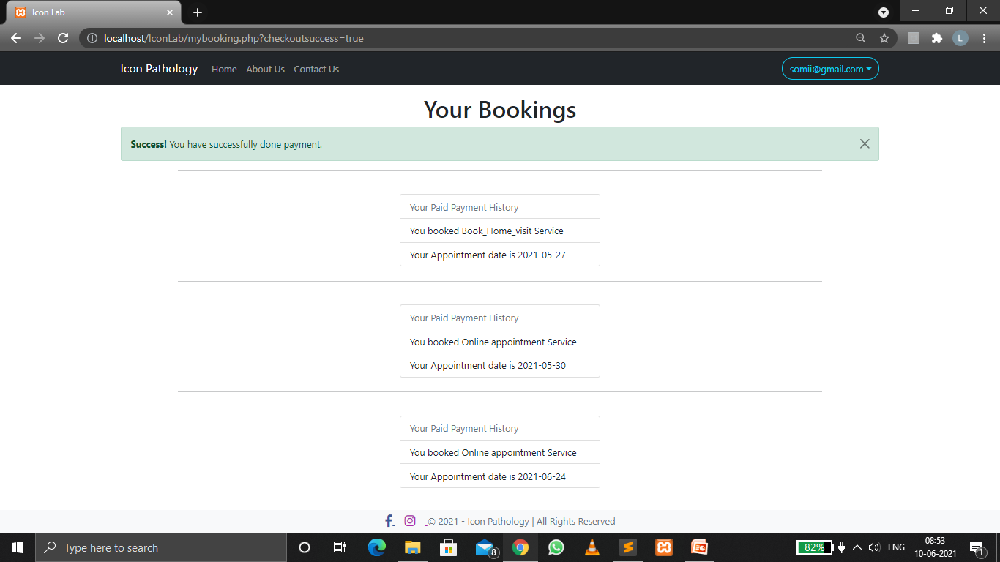 Icon Lab
localhost/IconLab/mybooking.php?checkoutsuccess=true
L
Icon Pathology Home About Us Contact Us somii@gmail.com
Your Bookings
Success! You have successfully done payment.
Your Paid Payment History
You booked Book_Home_visit Service
Your Appointment date is 2021-05-27
Your Paid Payment History
You booked Online appointment Service
Your Appointment date is 2021-05-30
Your Paid Payment History
You booked Online appointment Service
Your Appointment date is 2021-06-24
© 2021 - Icon Pathology | All Rights Reserved
Type here to search
8
82%
ENG
08:53
10-06-2021
1